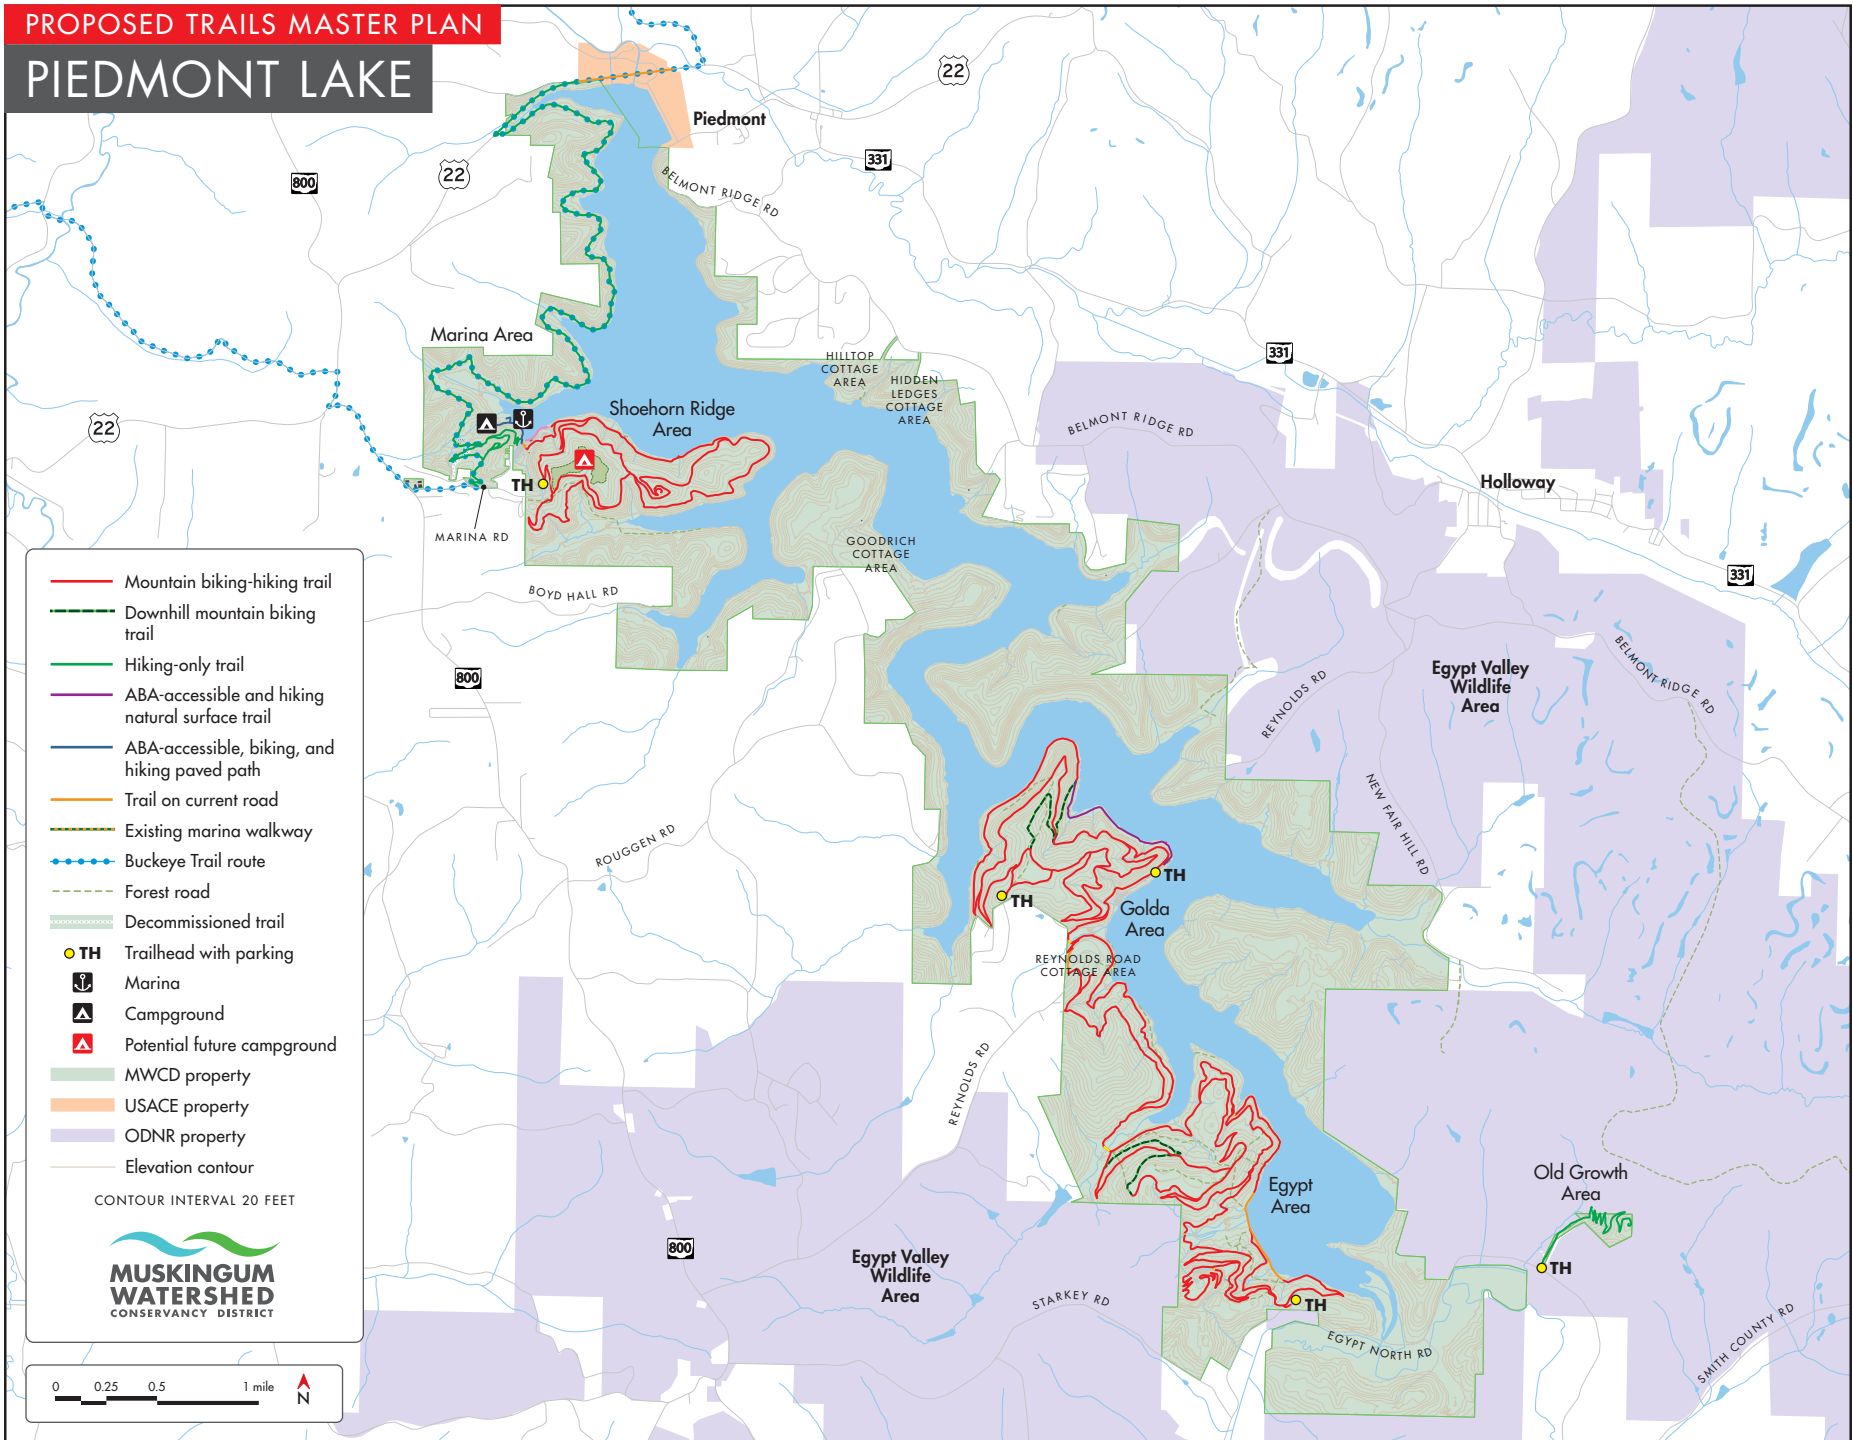 PROPOSED TRAILS MASTER PLAN
PIEDMONT LAKE
22
Piedmont
331
800
22
BELMONT RIDGE RD
Marina Area
331
HILLTOP
COTTAGE
AREA
HIDDEN
LEDGES
COTTAGE
AREA
Shoehorn Ridge
Area
22
BELMONT RIDGE RD
TH
Holloway
MARINA RD
GOODRICH
COTTAGE
AREA
331
BOYD HALL RD
800
Egypt Valley
Wildlife
Area
BELMONT RIDGE RD
REYNOLDS RD
NEW FAIR HILL RD
ROUGGEN RD
TH
TH
Golda
Area
REYNOLDS ROAD
COTTAGE AREA
REYNOLDS RD
Egypt
Area
Old Growth
Area
TH
800
Egypt Valley
Wildlife
Area
STARKEY RD
TH
EGYPT NORTH RD
SMITH COUNTY RD
Mountain biking-hiking trail
Downhill mountain biking
trail
Hiking-only trail
ABA-accessible and hiking
natural surface trail
ABA-accessible, biking, and
hiking paved path
Trail on current road
Existing marina walkway
Buckeye Trail route
Forest road
Decommissioned trail
TH Trailhead with parking
Marina
Campground
Potential future campground
MWCD property
USACE property
ODNR property
Elevation contour
CONTOUR INTERVAL 20 FEET
MUSKINGUM
WATERSHED
CONSERVANCY DISTRICT
0 0.25 0.5 1 mile
N